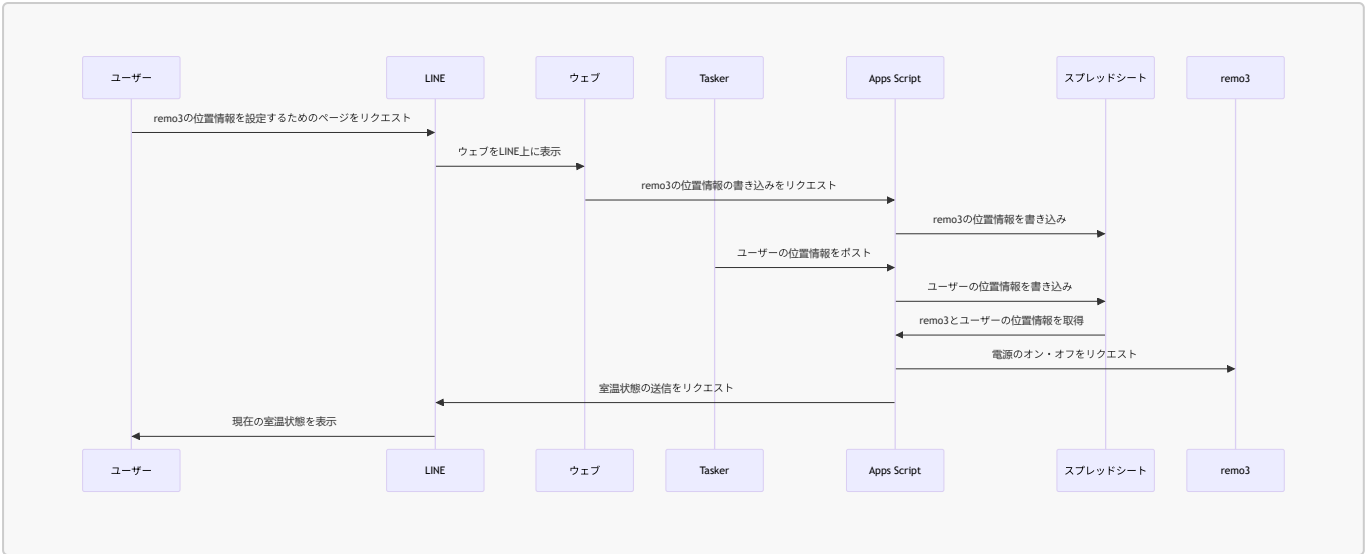 ユーザー
LINE
ウェブ
Tasker
Apps Script
スプレッドシート
remo3
remo3の位置情報を設定するためのページをリクエスト
ウェブをLINE上に表示
remo3の位置情報の書き込みをリクエスト
remo3の位置情報を書き込み
ユーザーの位置情報をポスト
ユーザーの位置情報を書き込み
remo3とユーザーの位置情報を取得
電源のオン・オフをリクエスト
室温状態の送信をリクエスト
現在の室温状態を表示
ユーザー
LINE
ウェブ
Tasker
Apps Script
スプレッドシート
remo3